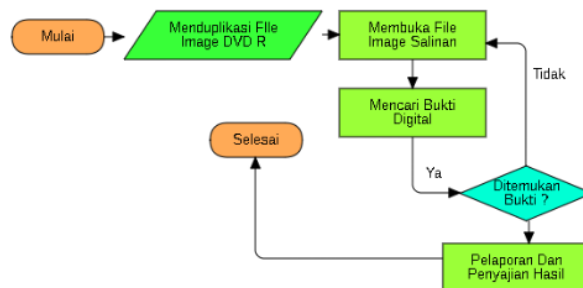 Mulai
Menduplikasi FIle
Image DVD R
Membuka File
Image Salinan
Tidak
Mencari Bukti
Digital
Selesai
Ya
Ditemukan
Bukti ?
Pelaporan Dan
Penyajian Hasil